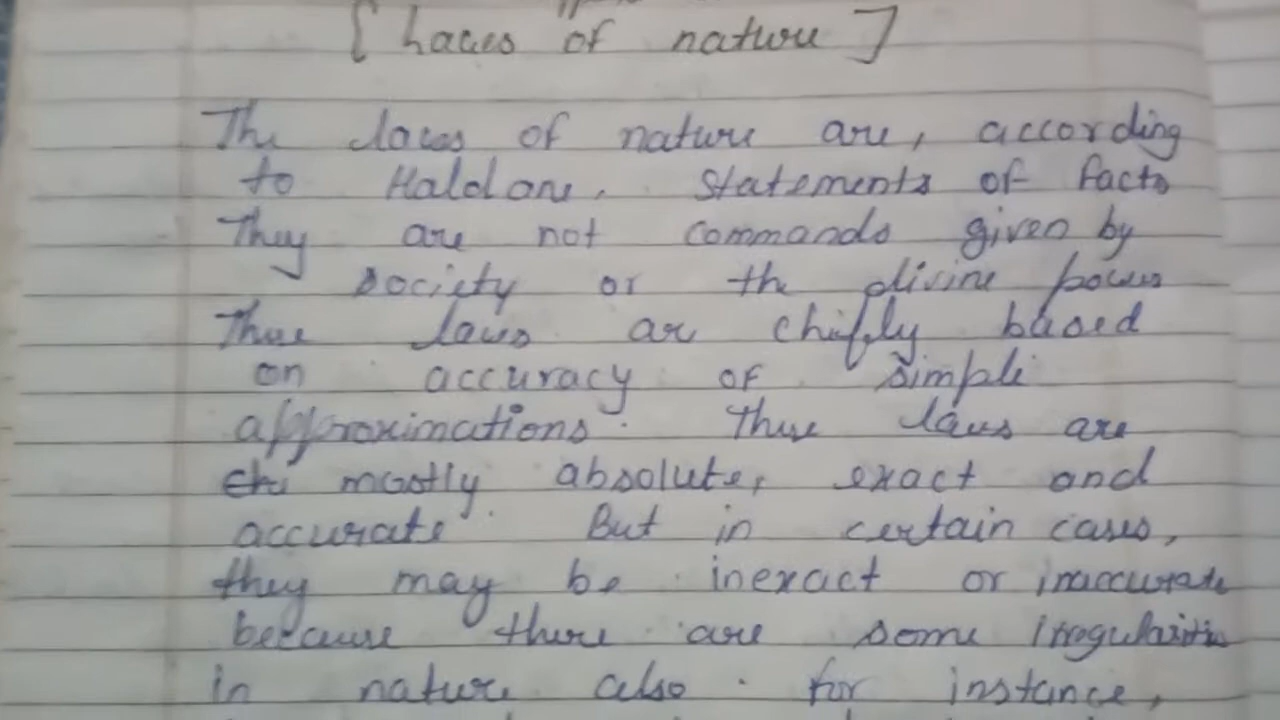 [ Laws of nature ]
The laws of nature are, according
to Haldane, Statements of facts
They are not commands given by
society or the divine power
These laws are chiefly based
on accuracy of simple
approximations. These laws are
mostly absolute, exact and
accurate. But in certain cases,
they may be inexact or inaccurate
because there are some irregularities
in nature also. For instance,